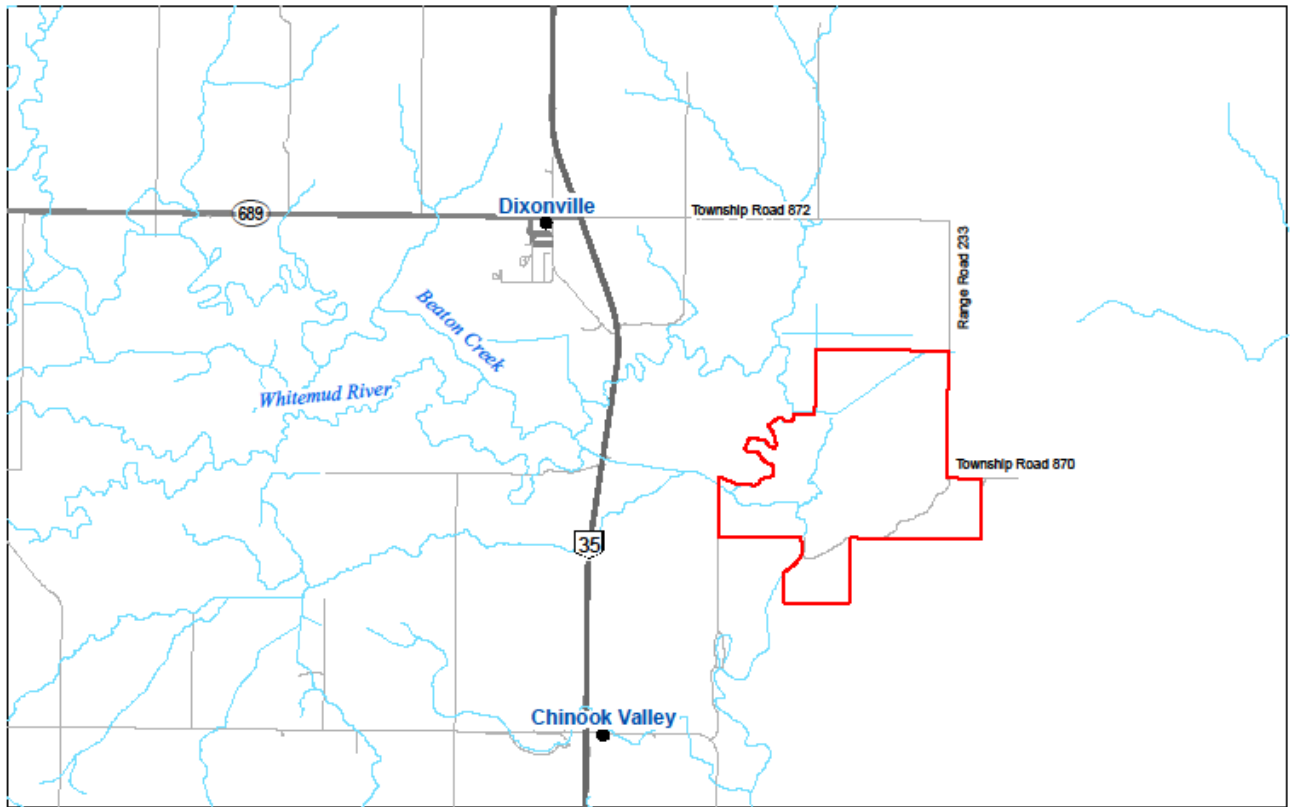 Dixonville
689
Township Road 872
Range Road 233
Beaton Creek
Whitemud River
Township Road 870
35
Chinook Valley